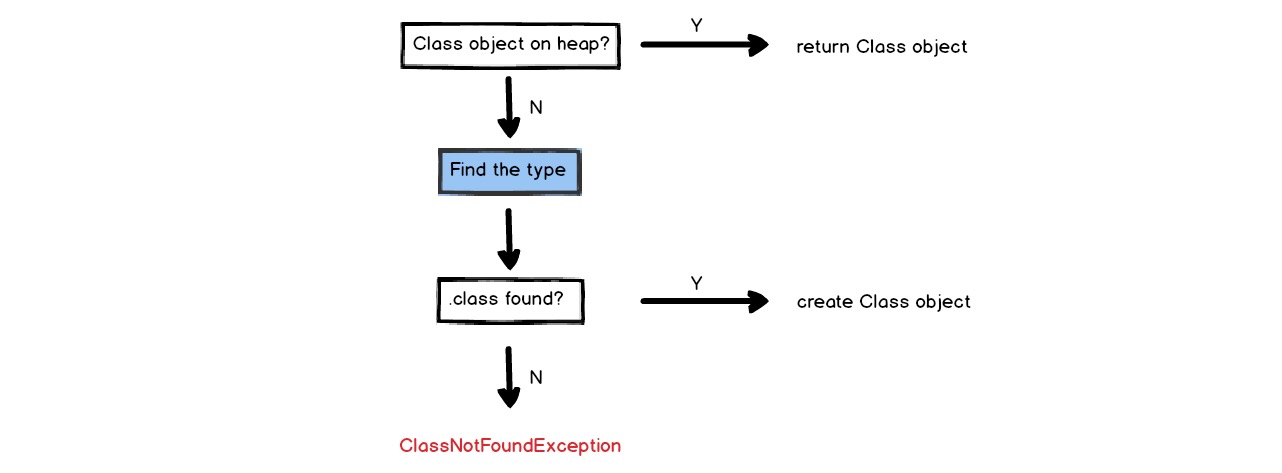 Class object on heap?
Y
return Class object
N
Find the type
.class found?
Y
create Class object
N
ClassNotFoundException